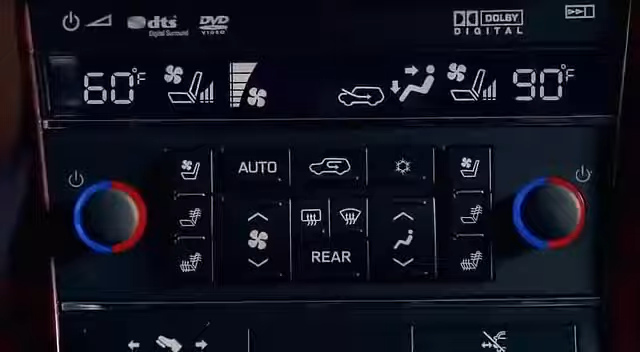 dts
Digital Surround
DVD
VIDEO
DOLBY
DIGITAL
60°F
90°F
AUTO
REAR